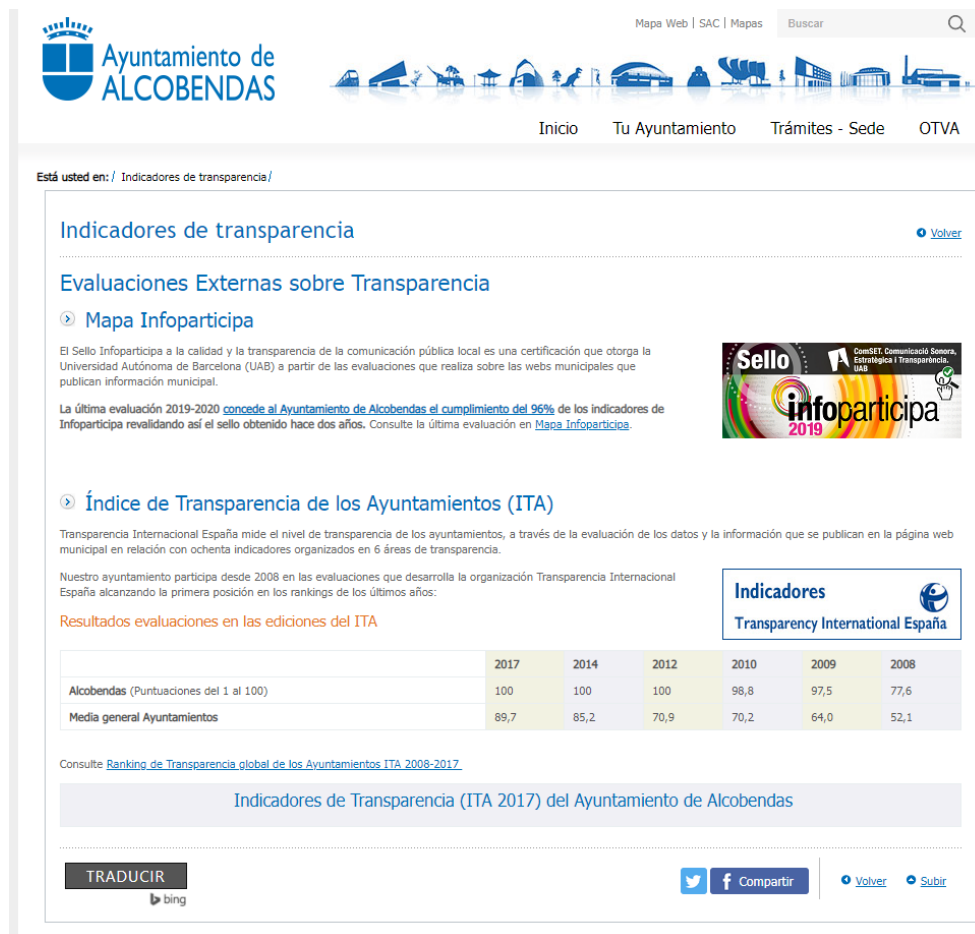 Mapa Web | SAC | Mapas
Buscar
Ayuntamiento de
ALCOBENDAS
Inicio Tu Ayuntamiento Trámites - Sede OTVA
Está usted en: / Indicadores de transparencia/
Indicadores de transparencia
Volver
Evaluaciones Externas sobre Transparencia
Mapa Infoparticipa
El Sello Infoparticipa a la calidad y la transparencia de la comunicación pública local es una certificación que otorga la
Universidad Autónoma de Barcelona (UAB) a partir de las evaluaciones que realiza sobre las webs municipales que
publican información municipal.
La última evaluación 2019-2020 concede al Ayuntamiento de Alcobendas el cumplimiento del 96% de los indicadores de
Infoparticipa revalidando así el sello obtenido hace dos años. Consulte la última evaluación en Mapa Infoparticipa.
Sello
ComSET. Comunicació Sonora,
Estratègica i Transparència.
UAB
infoparticipa
2019
Índice de Transparencia de los Ayuntamientos (ITA)
Transparencia Internacional España mide el nivel de transparencia de los ayuntamientos, a través de la evaluación de los datos y la información que se publican en la página web
municipal en relación con ochenta indicadores organizados en 6 áreas de transparencia.
Nuestro ayuntamiento participa desde 2008 en las evaluaciones que desarrolla la organización Transparencia Internacional
España alcanzando la primera posición en los rankings de los últimos años:
Indicadores
Transparency International España
Resultados evaluaciones en las ediciones del ITA
2017 2014 2012 2010 2009 2008
Alcobendas (Puntuaciones del 1 al 100) 100 100 100 98,8 97,5 77,6
Media general Ayuntamientos 89,7 85,2 70,9 70,2 64,0 52,1
Consulte Ranking de Transparencia global de los Ayuntamientos ITA 2008-2017
Indicadores de Transparencia (ITA 2017) del Ayuntamiento de Alcobendas
TRADUCIR
bing
Compartir
Volver
Subir